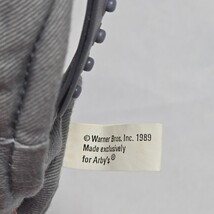 © Warner Bros. Inc. 1989
Made exclusively
for Arby's®